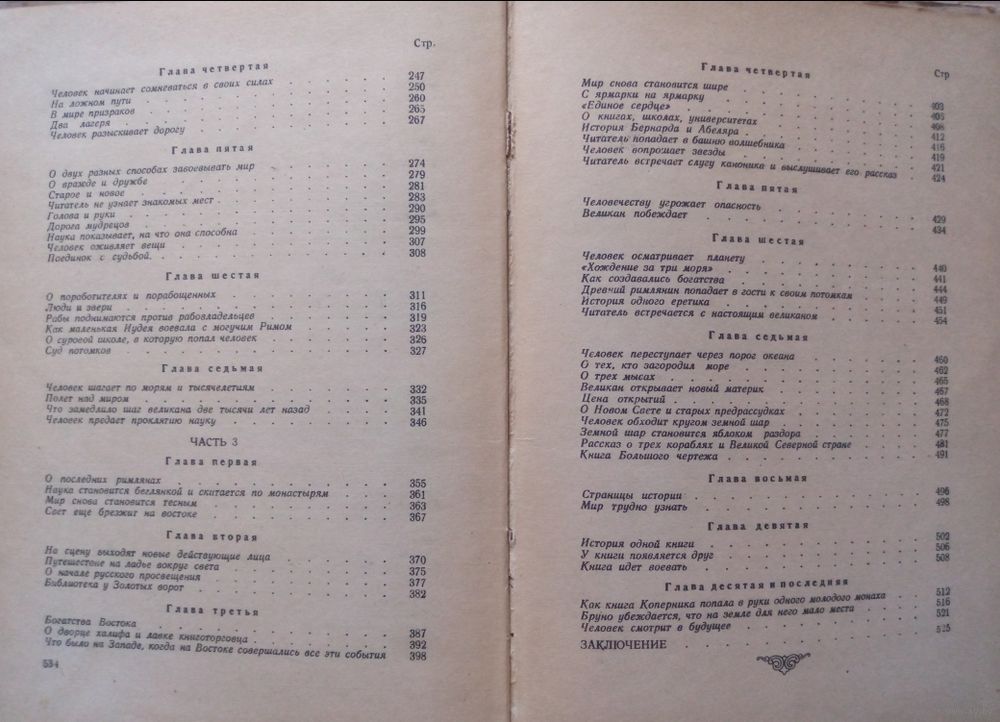 Стр.
Глава четвертая
Человек начинает сомневаться в своих силах . . . . . 247
На ложном пути . . . . . 250
В мире призраков . . . . . 260
Два лагеря . . . . . 265
Человек разыскивает дорогу . . . . . 267
Глава пятая
О двух разных способах завоевывать мир . . . . . 274
О вражде и дружбе . . . . . 279
Старое и новое . . . . . 281
Читатель не узнает знакомых мест . . . . . 283
Голова и руки . . . . . 290
Дорога мудрецов . . . . . 295
Наука показывает, на что она способна . . . . . 299
Человек оживляет вещи . . . . . 307
Поединок с судьбой. . . . . . 308
Глава шестая
О поработителях и порабощенных . . . . . 311
Люди и звери . . . . . 316
Рабы поднимаются против рабовладельцев . . . . . 319
Как маленькая Иудея воевала с могучим Римом . . . . . 323
О суровой школе, в которую попал человек . . . . . 326
Суд потомков . . . . . 327
Глава седьмая
Человек шагает по морям и тысячелетиям . . . . . 332
Полет над миром . . . . . 335
Что замедлило шаг великана две тысячи лет назад . . . . . 341
Человек предает проклятию науку . . . . . 346
ЧАСТЬ 3
Глава первая
О последних римлянах . . . . . 355
Наука становится беглянкой и скитается по монастырям . . . . . 361
Мир снова становится тесным . . . . . 363
Свет еще брезжит на востоке . . . . . 367
Глава вторая
На сцену выходят новые действующие лица . . . . . 370
Путешествие на ладье вокруг света . . . . . 375
О начале русского просвещения . . . . . 377
Библиотека у Золотых ворот . . . . . 382
Глава третья
Богатства Востока . . . . . 387
О дворце халифа и лавке книготорговца . . . . . 392
Что было на Западе, когда на Востоке совершались все эти события 398
534
Стр
Глава четвертая
Мир снова становится шире . . . . . 403
С ярмарки на ярмарку . . . . . 405
«Единое сердце» . . . . . 408
О книгах, школах, университетах . . . . . 412
История Бернарда и Абеляра . . . . . 416
Читатель попадает в башню волшебника . . . . . 419
Человек вопрошает звезды . . . . . 421
Читатель встречает слугу каноника и выслушивает его рассказ . 424
Глава пятая
Человечеству угрожает опасность . . . . . 429
Великан побеждает . . . . . 434
Глава шестая
Человек осматривает планету . . . . . 440
«Хождение за три моря» . . . . . 441
Как создавались богатства . . . . . 444
Древний римлянин попадает в гости к своим потомкам . . . . . 449
История одного еретика . . . . . 451
Читатель встречается с настоящим великаном . . . . . 454
Глава седьмая
Человек переступает через порог океана . . . . . 460
О тех, кто загородил море . . . . . 462
О трех мысах . . . . . 465
Великан открывает новый материк . . . . . 467
Цена открытий . . . . . 468
О Новом Свете и старых предрассудках . . . . . 472
Человек обходит кругом земной шар . . . . . 475
Земной шар становится яблоком раздора . . . . . 477
Рассказ о трех кораблях и Великой Северной стране . . . . . 481
Книга Большого чертежа . . . . . 491
Глава восьмая
Страницы истории . . . . . 496
Мир трудно узнать . . . . . 498
Глава девятая
История одной книги . . . . . 502
У книги появляется друг . . . . . 506
Книга идет воевать . . . . . 508
Глава десятая и последняя
Как книга Коперника попала в руки одного молодого монаха . . . 512
Бруно убеждается, что на земле для него мало места . . . . . 516
Человек смотрит в будущее . . . . . 521
ЗАКЛЮЧЕНИЕ . . . . . 525